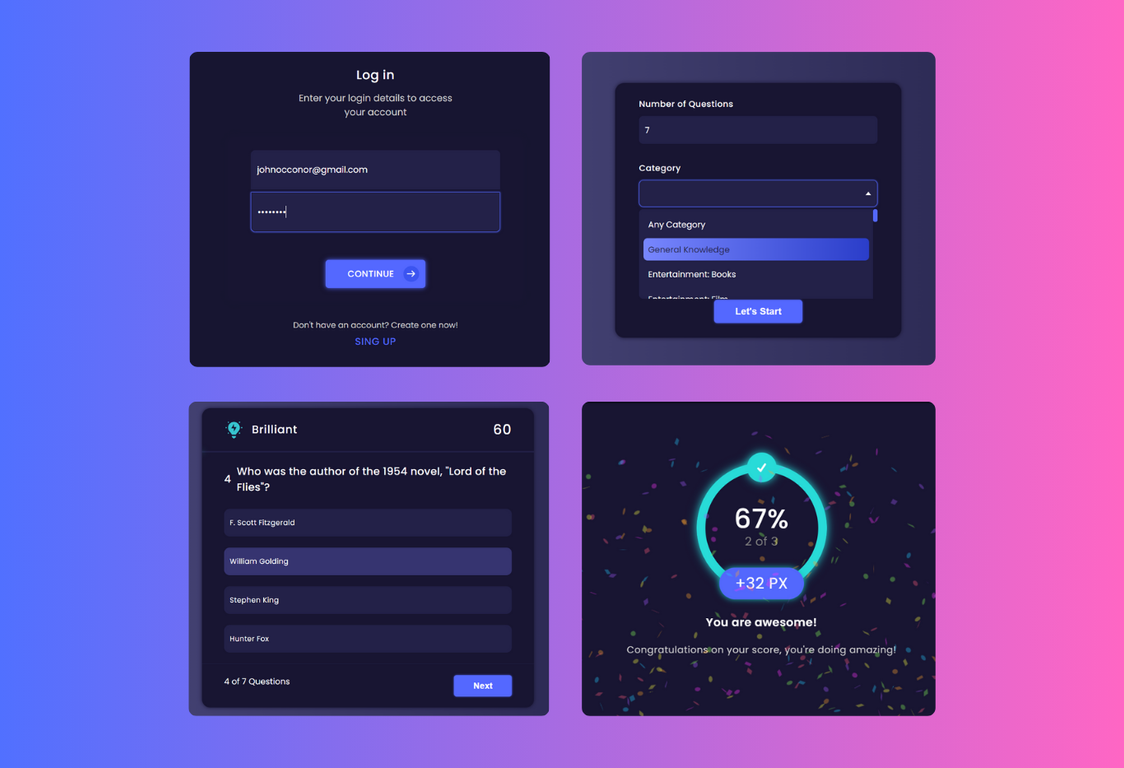 Log in
Enter your login details to access
your account
johnocconor@gmail.com
••••••••
CONTINUE
Don't have an account? Create one now!
SING UP
Number of Questions
7
Category
Any Category
General Knowledge
Entertainment: Books
Entertainment: Film
Let's Start
Brilliant
60
4
Who was the author of the 1954 novel, "Lord of the
Flies"?
F. Scott Fitzgerald
William Golding
Stephen King
Hunter Fox
4 of 7 Questions
Next
67%
2 of 3
+32 PX
You are awesome!
Congratulations on your score, you're doing amazing!